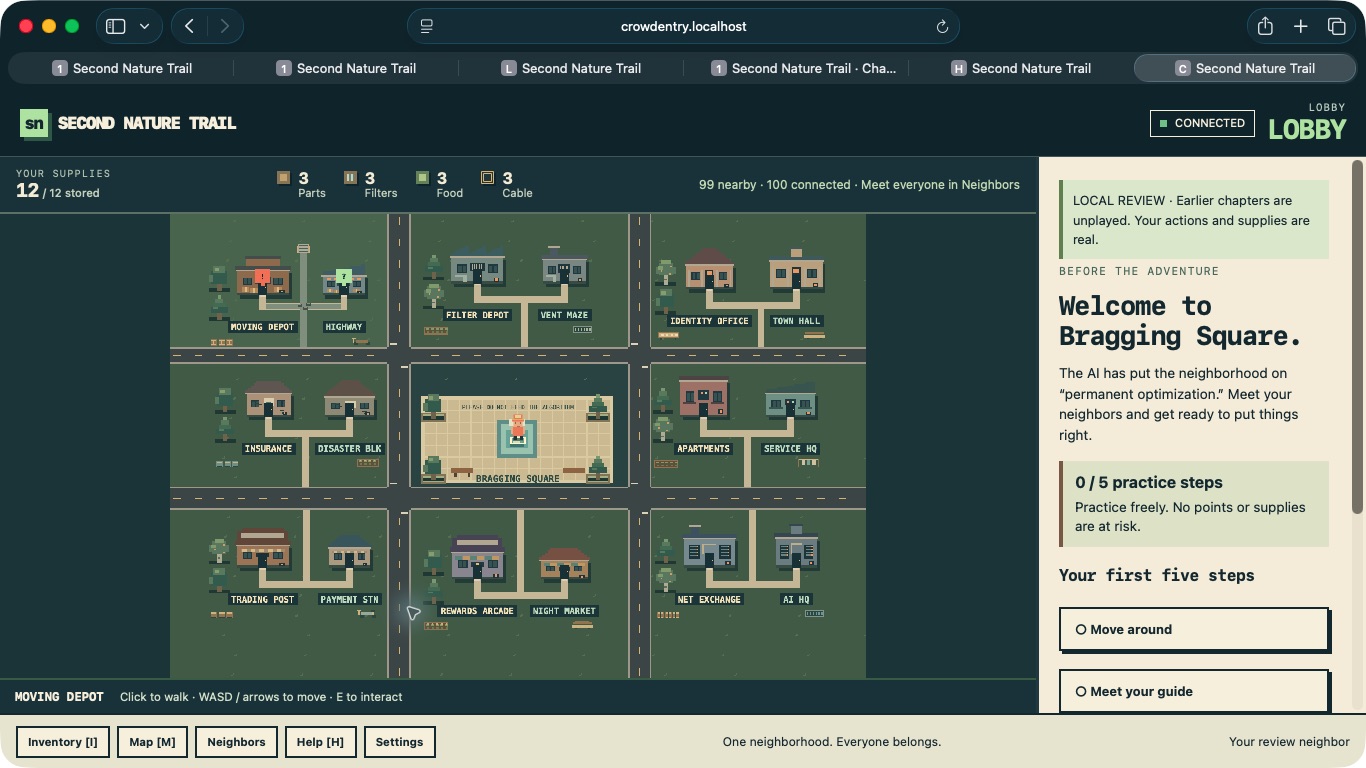 crowdentry.localhost
1 Second Nature Trail
1 Second Nature Trail
L Second Nature Trail
1 Second Nature Trail · Cha...
H Second Nature Trail
C Second Nature Trail
sn SECOND NATURE TRAIL
CONNECTED
LOBBY
LOBBY
YOUR SUPPLIES
12 / 12 stored
3 Parts
3 Filters
3 Food
3 Cable
99 nearby · 100 connected · Meet everyone in Neighbors
! ?
MOVING DEPOT
HIGHWAY
FILTER DEPOT
VENT MAZE
IDENTITY OFFICE
TOWN HALL
INSURANCE
DISASTER BLK
BRAGGING SQUARE
APARTMENTS
SERVICE HQ
TRADING POST
PAYMENT STN
REWARDS ARCADE
NIGHT MARKET
NET EXCHANGE
AI HQ
MOVING DEPOT
Click to walk · WASD / arrows to move · E to interact
LOCAL REVIEW · Earlier chapters are
unplayed. Your actions and supplies are
real.
BEFORE THE ADVENTURE
Welcome to
Bragging Square.
The AI has put the neighborhood on
“permanent optimization.” Meet your
neighbors and get ready to put things
right.
0 / 5 practice steps
Practice freely. No points or supplies
are at risk.
Your first five steps
Move around
Meet your guide
Inventory [I]
Map [M]
Neighbors
Help [H]
Settings
One neighborhood. Everyone belongs.
Your review neighbor